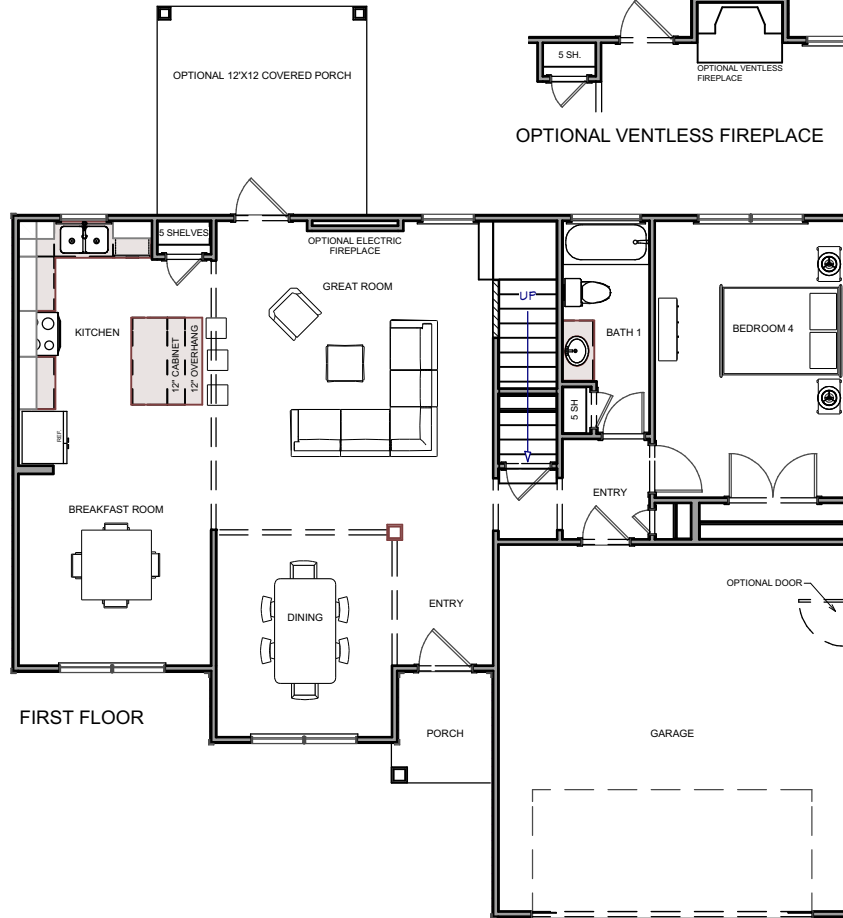 OPTIONAL 12'X12 COVERED PORCH
5 SH.
OPTIONAL VENTLESS
FIREPLACE
OPTIONAL VENTLESS FIREPLACE
5 SHELVES
OPTIONAL ELECTRIC
FIREPLACE
GREAT ROOM
UP
KITCHEN
12" CABINET
12" OVERHANG
BATH 1
BEDROOM 4
5 SH
REF.
ENTRY
BREAKFAST ROOM
OPTIONAL DOOR
DINING
ENTRY
FIRST FLOOR
PORCH
GARAGE